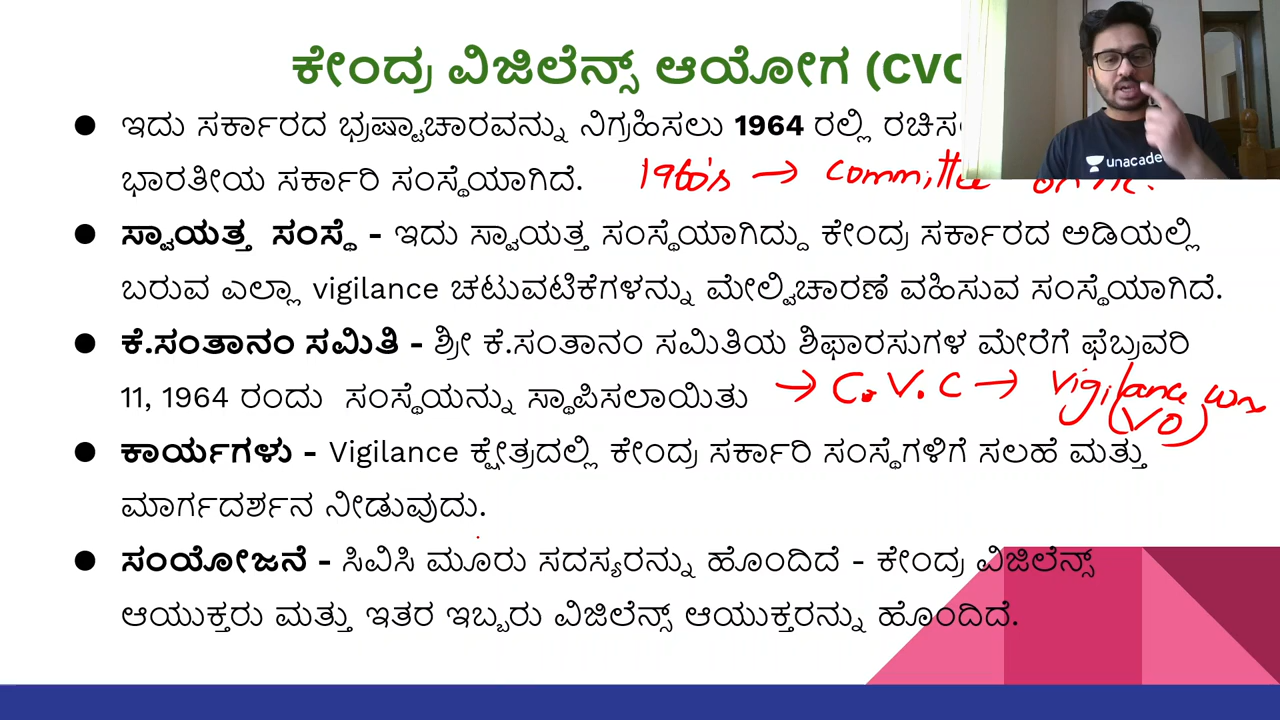 ಕೇಂದ್ರ ವಿಜಿಲೆನ್ಸ್ ಆಯೋಗ (CVC
ಇದು ಸರ್ಕಾರದ ಭ್ರಷ್ಟಾಚಾರವನ್ನು ನಿಗ್ರಹಿಸಲು 1964 ರಲ್ಲಿ
ಭಾರತೀಯ ಸರ್ಕಾರಿ ಸಂಸ್ಥೆಯಾಗಿದೆ. 1960's → committee
ಸ್ವಾಯತ್ತ ಸಂಸ್ಥೆ - ಇದು ಸ್ವಾಯತ್ತ ಸಂಸ್ಥೆಯಾಗಿದ್ದು ಕೇಂದ್ರ ಸರ್ಕಾರದ ಅಡಿಯಲ್ಲಿ
ಬರುವ ಎಲ್ಲಾ vigilance ಚಟುವಟಿಕೆಗಳನ್ನು ಮೇಲ್ವಿಚಾರಣೆ ವಹಿಸುವ ಸಂಸ್ಥೆಯಾಗಿದೆ.
ಕೆ.ಸಂತಾನಂ ಸಮಿತಿ - ಶ್ರೀ ಕೆ.ಸಂತಾನಂ ಸಮಿತಿಯ ಶಿಫಾರಸುಗಳ ಮೇರೆಗೆ ಫೆಬ್ರವರಿ
11, 1964 ರಂದು ಸಂಸ್ಥೆಯನ್ನು ಸ್ಥಾಪಿಸಲಾಯಿತು → C.V.C → vigilance
(VO)
ಕಾರ್ಯಗಳು - Vigilance ಕ್ಷೇತ್ರದಲ್ಲಿ ಕೇಂದ್ರ ಸರ್ಕಾರಿ ಸಂಸ್ಥೆಗಳಿಗೆ ಸಲಹೆ ಮತ್ತು
ಮಾರ್ಗದರ್ಶನ ನೀಡುವುದು.
ಸಂಯೋಜನೆ - ಸಿವಿಸಿ ಮೂರು ಸದಸ್ಯರನ್ನು ಹೊಂದಿದೆ - ಕೇಂದ್ರ ವಿಜಿಲೆನ್ಸ್
ಆಯುಕ್ತರು ಮತ್ತು ಇತರ ಇಬ್ಬರು ವಿಜಿಲೆನ್ಸ್ ಆಯುಕ್ತರನ್ನು ಹೊಂದಿದೆ.